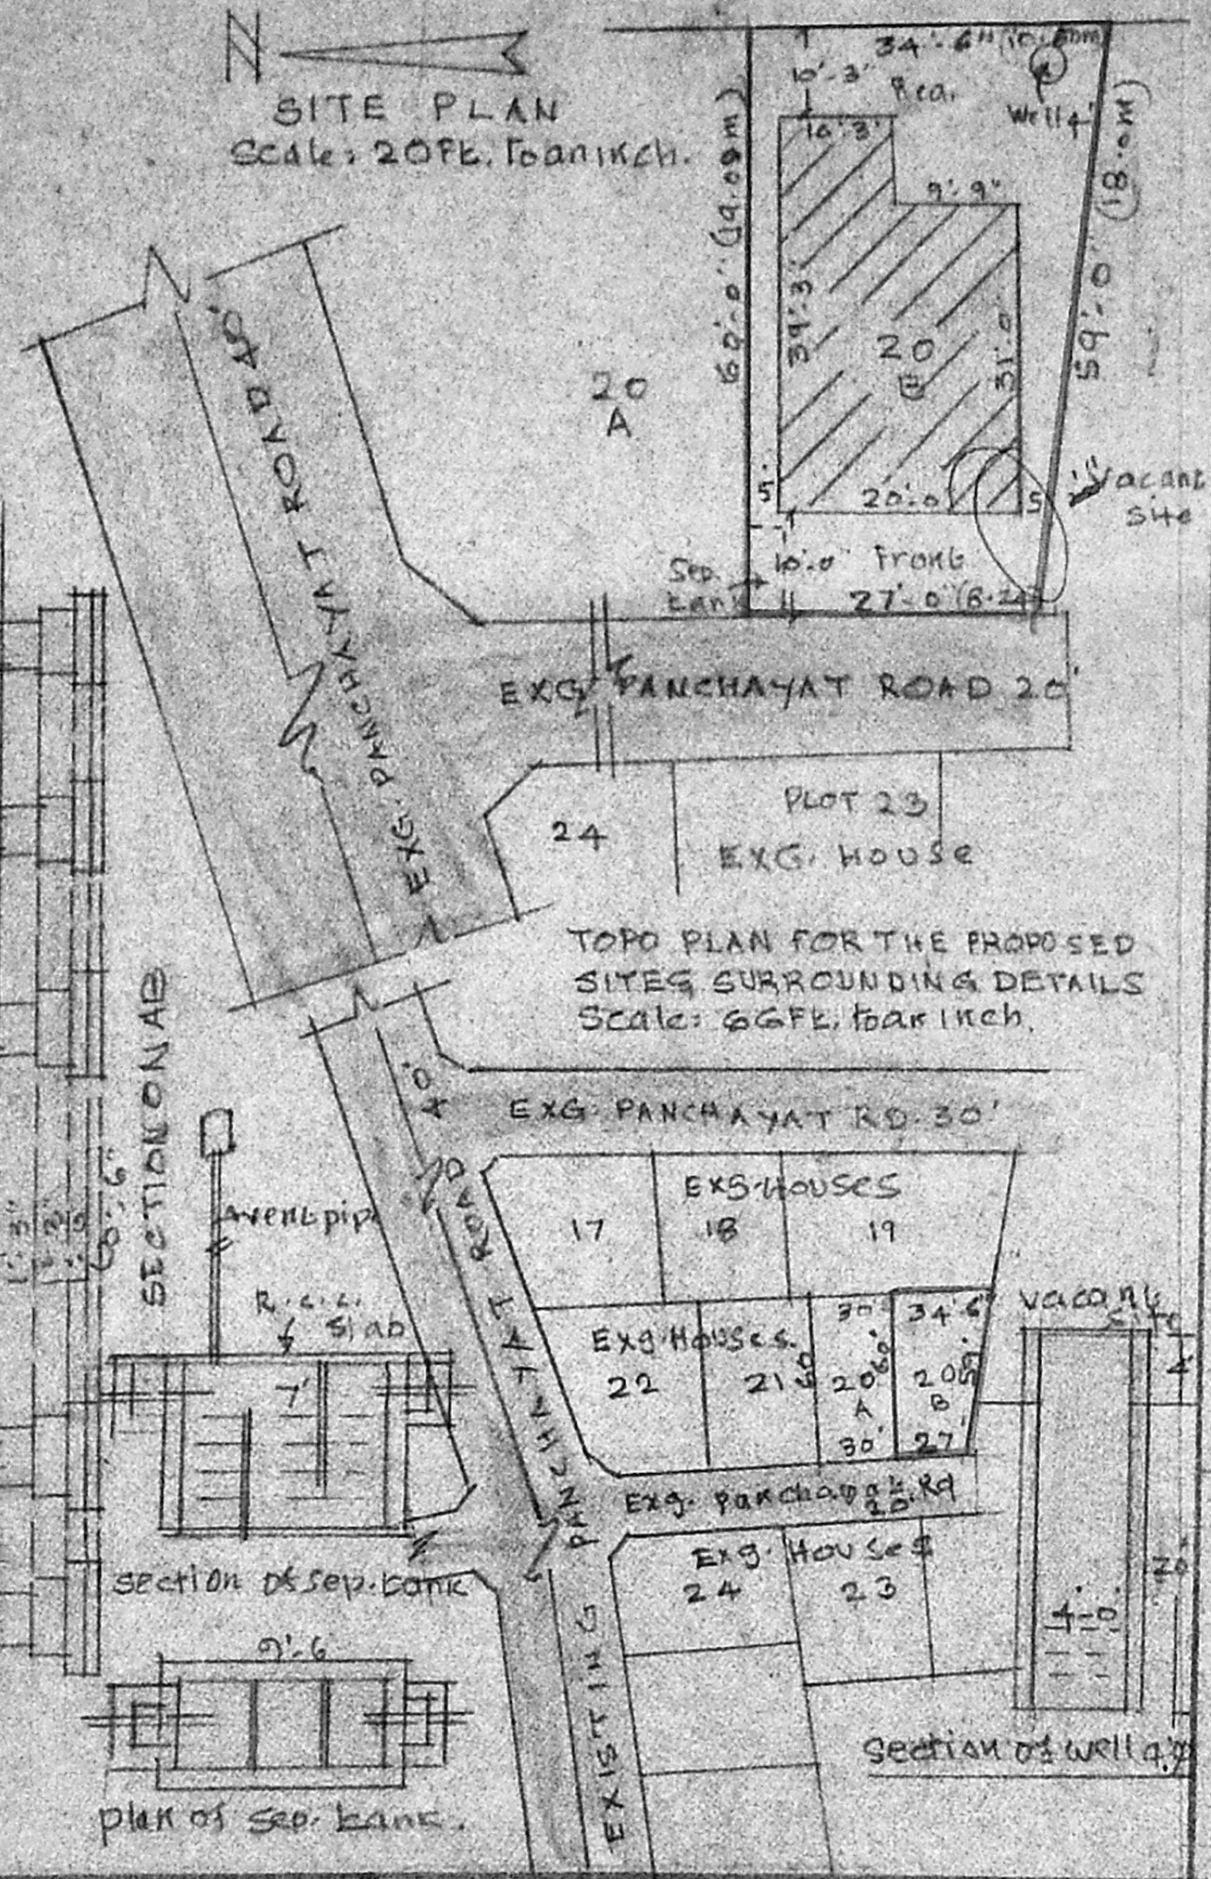 N
SITE PLAN
Scale: 20Ft. to an inch.
34'-6"
10'-3"
Rea.
Well 4'
10'-3"
9'-9"
60'-0"
39'-3"
20
31'-0"
59'-0" (18.0M)
20
A
5'
20'-0
5
Vacant
site
Sep.
tank
10'-0" Front
27'-0"
EXG. PANCHAYAT ROAD 40'
EXG. PANCHAYAT ROAD 20'
24
PLOT 23
EXG. HOUSE
TOPO PLAN FOR THE PROPOSED
SITES SURROUNDING DETAILS
Scale: 66Ft. to an inch.
40'
EXG. PANCHAYAT RD. 30'
EXISTING PANCHAYAT ROAD
EXG. HOUSES
17
18
19
Exg. Houses.
22
21
60
30'
60'
20
A
30'
34'6"
20
B
59
27
vacant
site
Exg. Panchayat. Rd
20'
Exg. Houses
24
23
SECTION ON AB
A vent pipe
R.c.c.
slab
7'
section of sep. tank
9'-6
plan of sep. tank.
4'
20'
4'-0
section of well